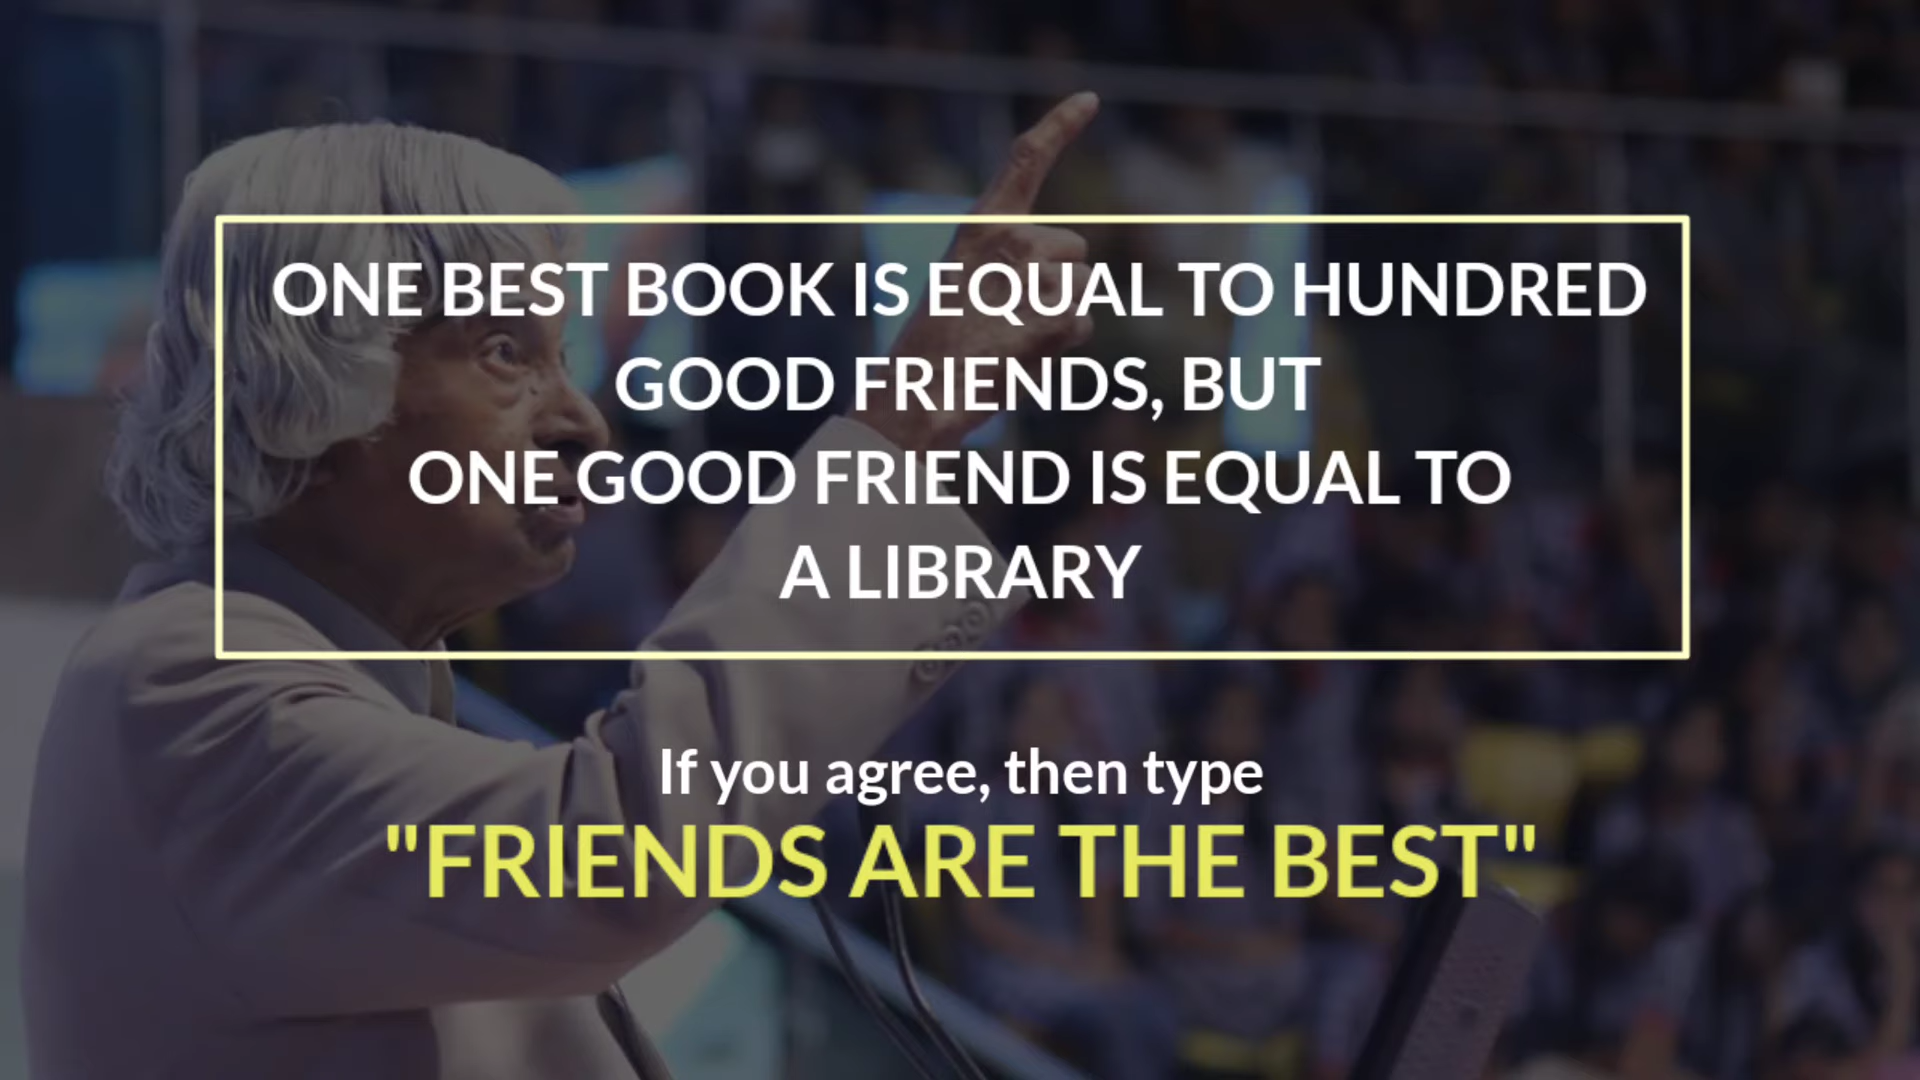 ONE BEST BOOK IS EQUAL TO HUNDRED
GOOD FRIENDS, BUT
ONE GOOD FRIEND IS EQUAL TO
A LIBRARY
If you agree, then type
"FRIENDS ARE THE BEST"